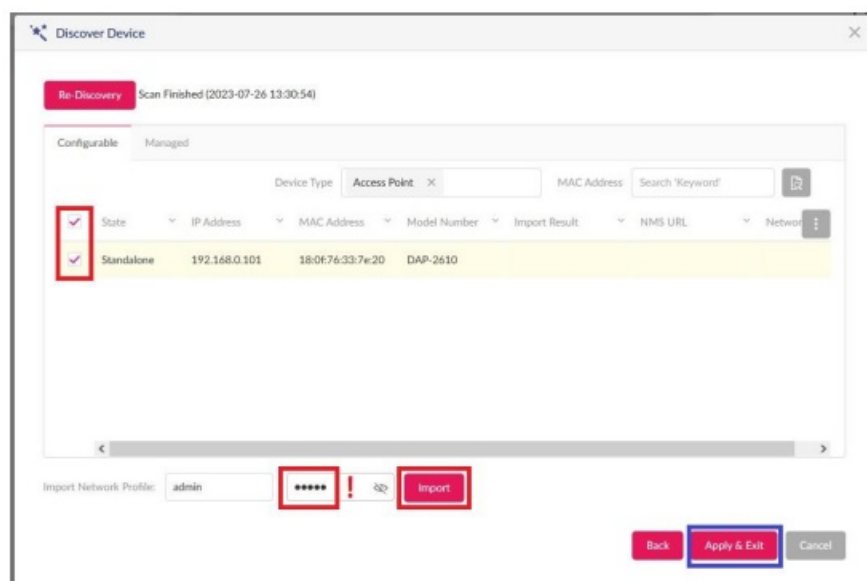 Discover Device
Re-Discovery Scan Finished (2023-07-26 13:30:54)
Configurable Managed
Device Type Access Point × MAC Address Search 'Keyword'
State IP Address MAC Address Model Number Import Result NMS URL Networ
Standalone 192.168.0.101 18:0f:76:33:7e:20 DAP-2610
Import Network Profile: admin ••••• ! Import
Back Apply & Exit Cancel